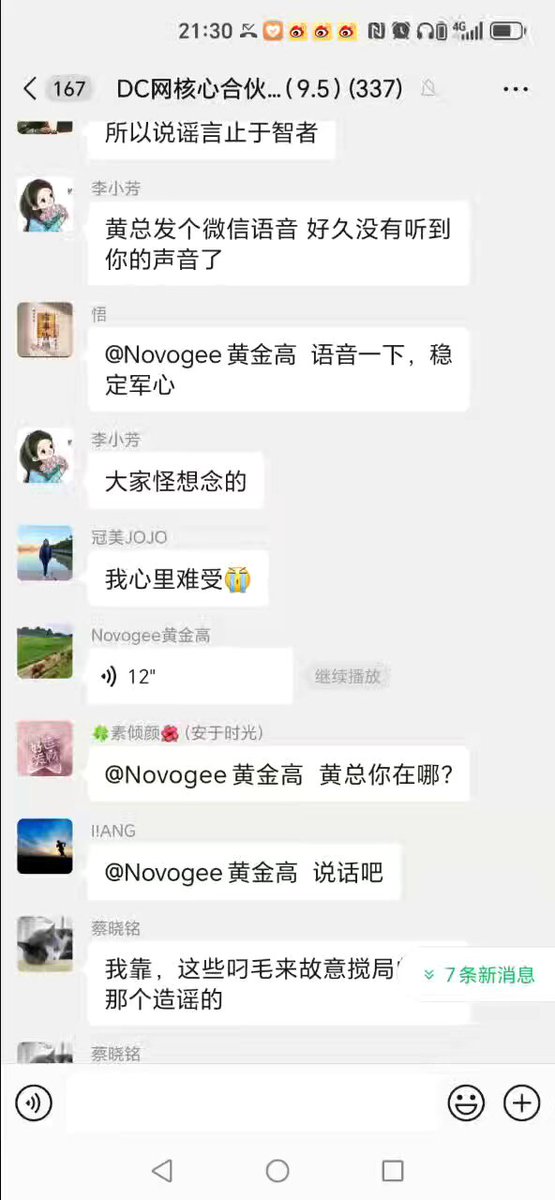 21:30
4G
167
DC网核心合伙...(9.5)(337)
所以说谣言止于智者
李小芳
黄总发个微信语音 好久没有听到
你的声音了
悟
@Novogee黄金高 语音一下，稳
定军心
李小芳
大家怪想念的
冠美JOJO
我心里难受😭
Novogee黄金高
12"
继续播放
🍀素倾颜🌺(安于时光)
@Novogee黄金高 黄总你在哪？
I!ANG
@Novogee黄金高 说话吧
蔡晓铭
我靠，这些叼毛来故意搅局
那个造谣的
7条新消息
蔡晓铭